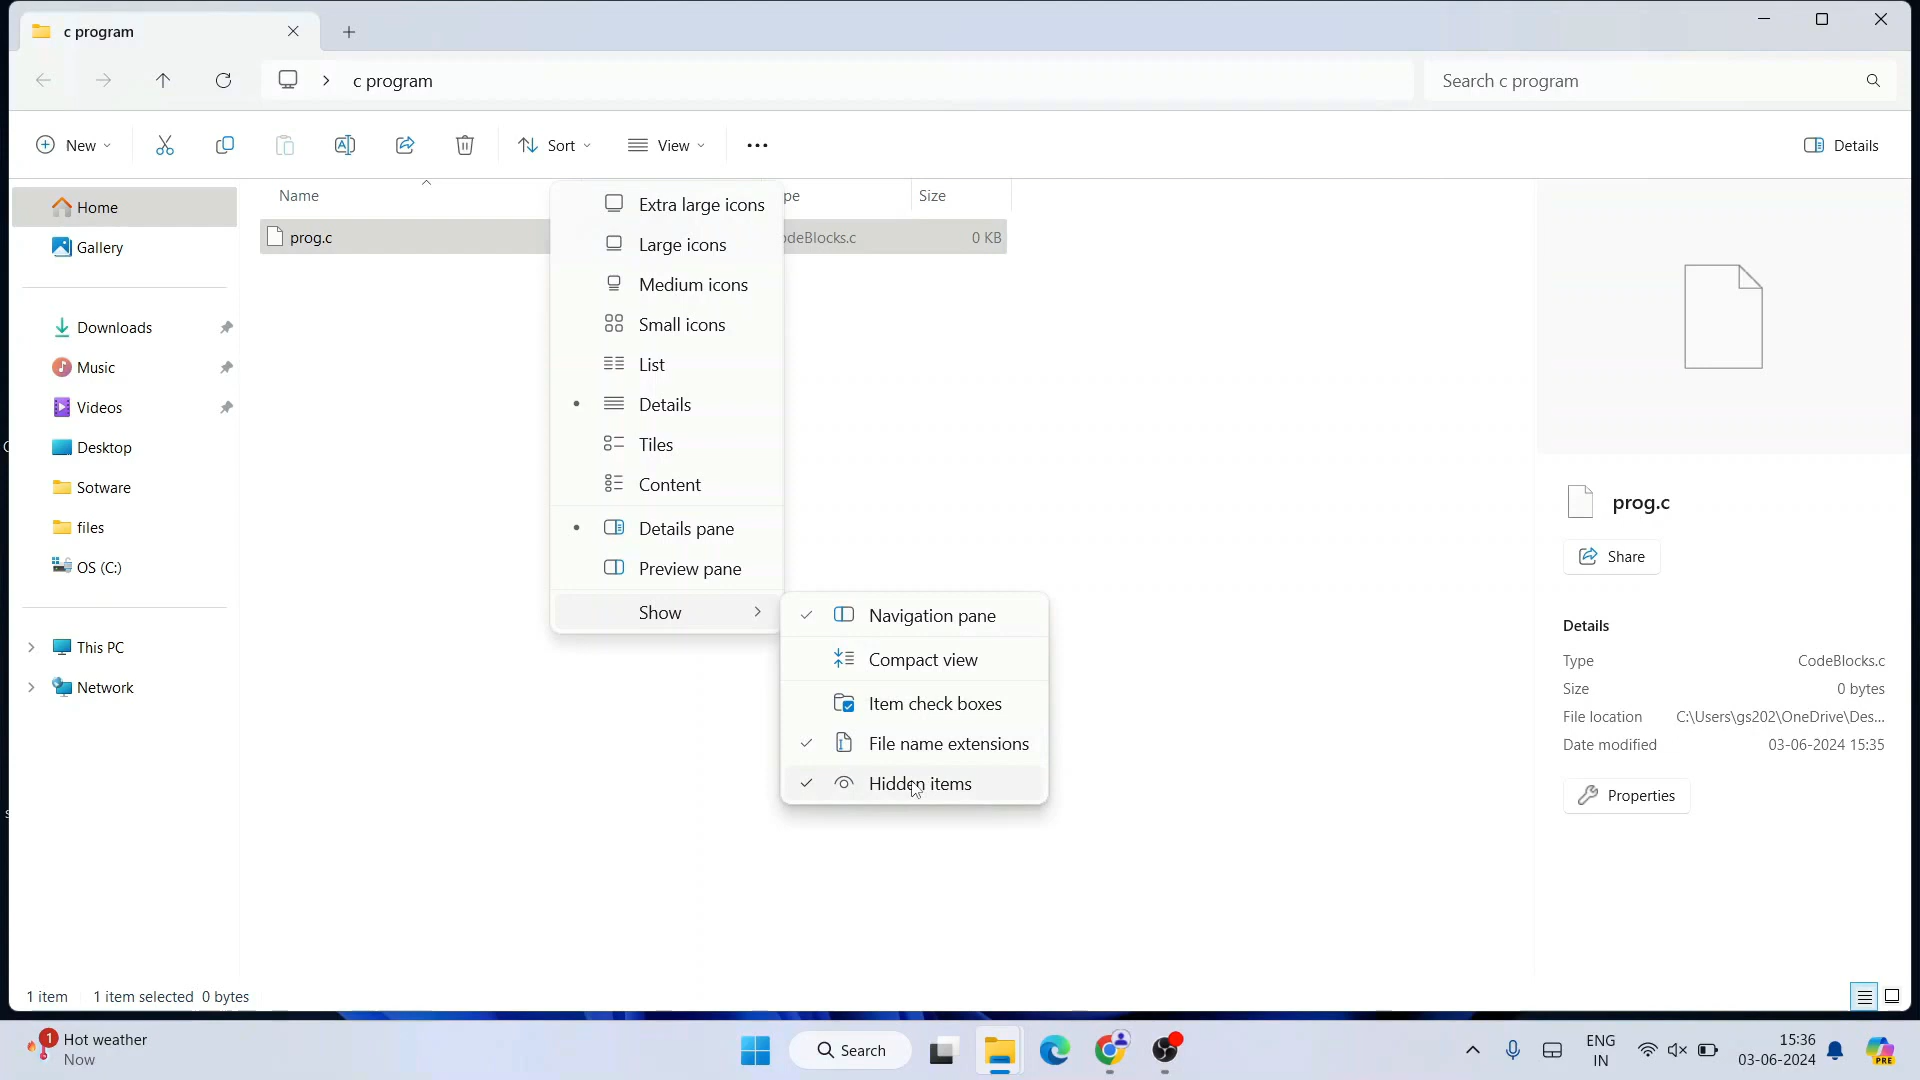 c program
c program
Search c program
New
Sort
View
Details
Name
pe
Size
prog.c
deBlocks.c
0 KB
Home
Gallery
Downloads
Music
Videos
Desktop
Sotware
files
OS (C:)
This PC
Network
Extra large icons
Large icons
Medium icons
Small icons
List
Details
Tiles
Content
Details pane
Preview pane
Show
Navigation pane
Compact view
Item check boxes
File name extensions
Hidden items
prog.c
Share
Details
Type CodeBlocks.c
Size 0 bytes
File location C:\Users\gs202\OneDrive\Des...
Date modified 03-06-2024 15:35
Properties
1 item 1 item selected 0 bytes
1
Hot weather
Now
Search
ENG
IN
15:36
03-06-2024
PRE